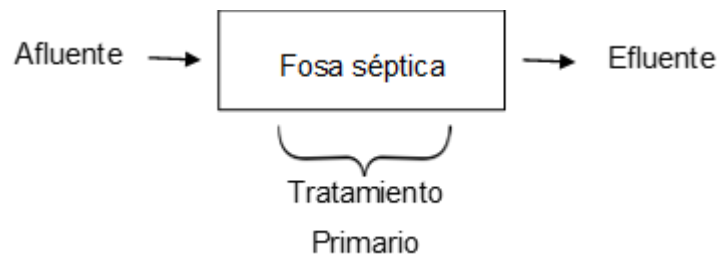 Afluente
Fosa séptica
Efluente
Tratamiento
Primario